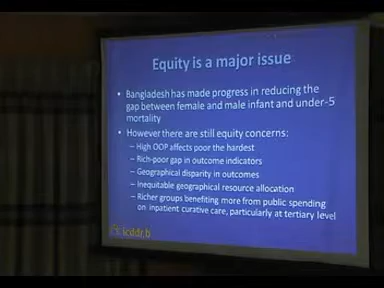 Equity is a major issue
• Bangladesh has made progress in reducing the
gap between female and male infant and under-5
mortality
• However there are still equity concerns:
– High OOP affects poor the hardest
– Rich-poor gap in outcome indicators
– Geographical disparity in outcomes
– Inequitable geographical resource allocation
– Richer groups benefiting more from public spending
on inpatient curative care, particularly at tertiary level
icddr,b